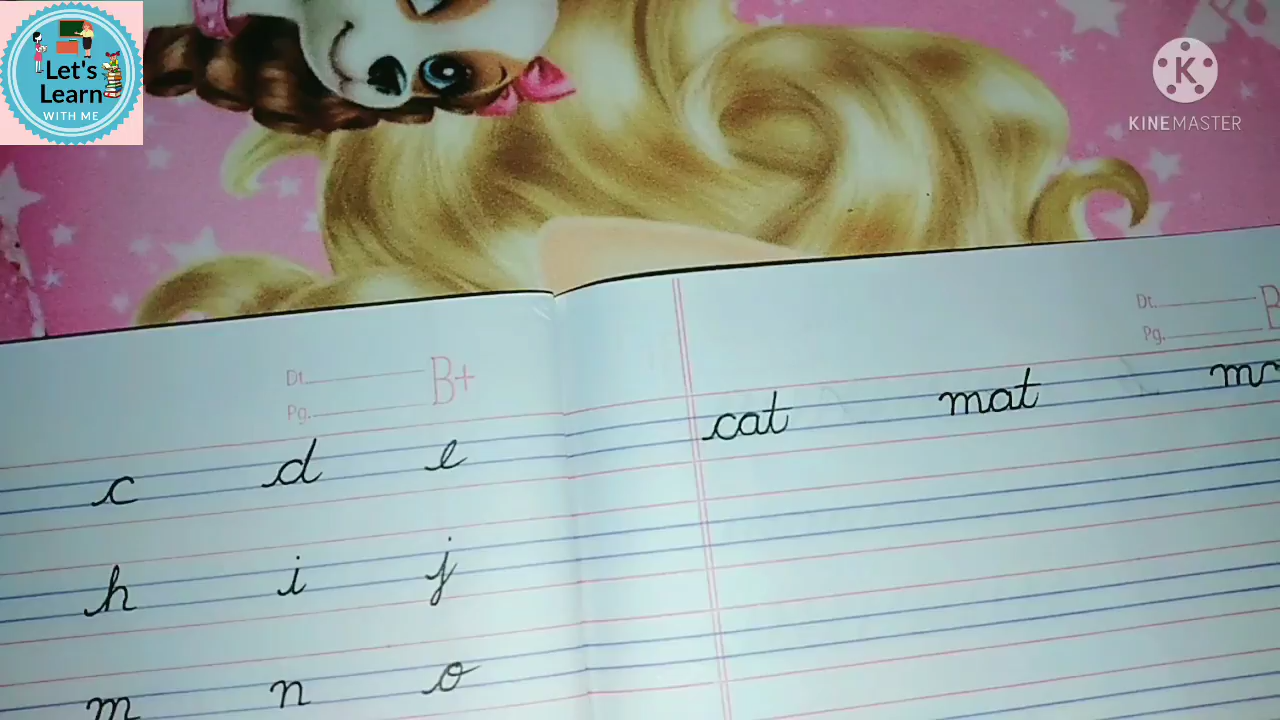 Let's
Learn
WITH ME
K
KINEMASTER
Dt.
Pg.
B+
c d e
h i j
m n o
Dt.
Pg.
cat mat